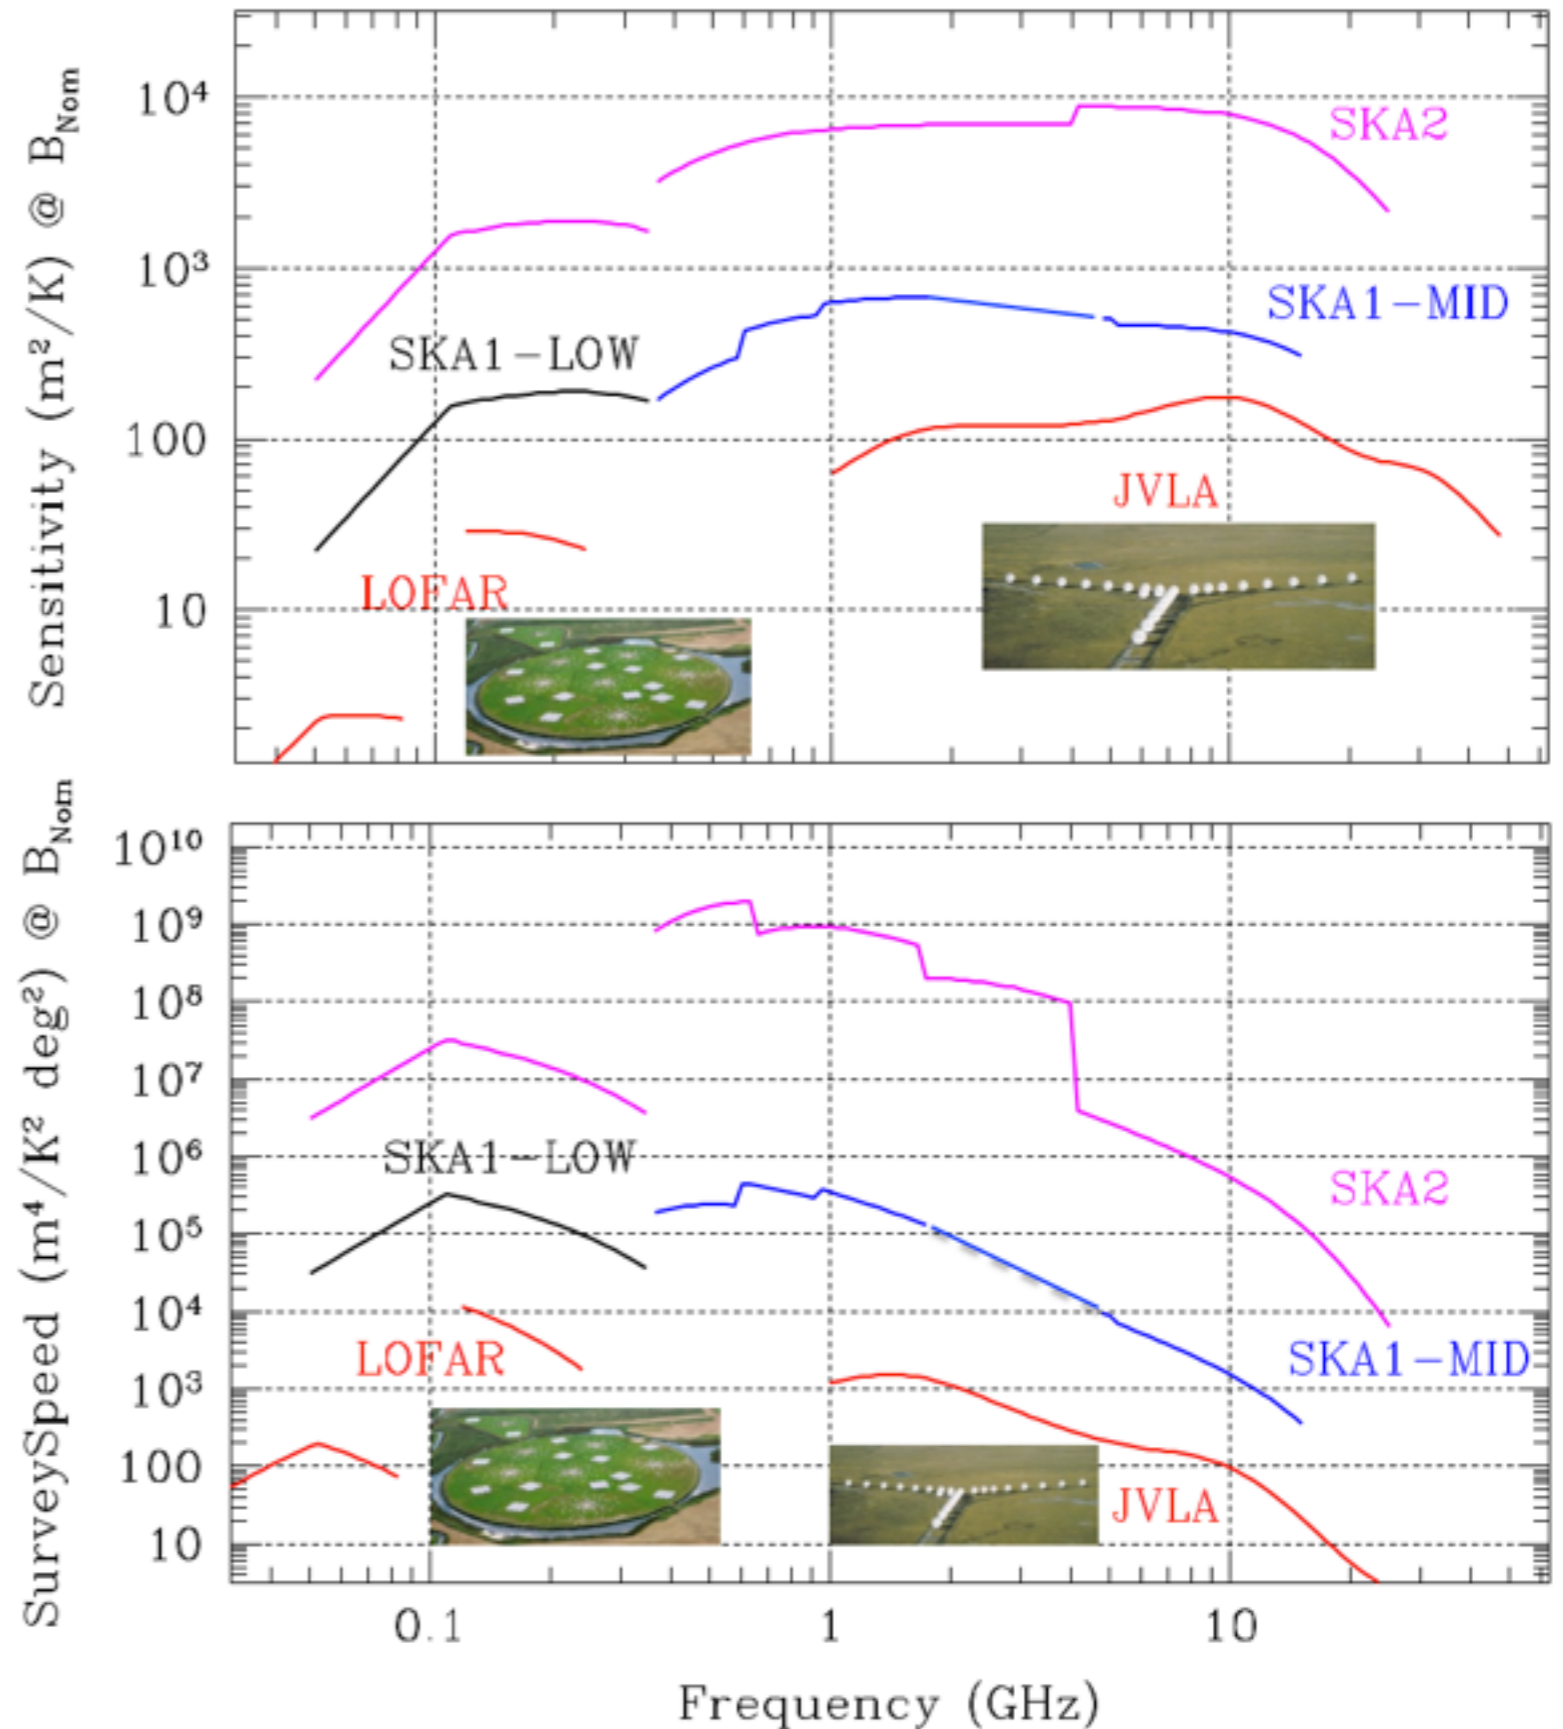 Sensitivity (m²/K) @ B_Nom
10⁴
10³
100
10
SKA2
SKA1-MID
SKA1-LOW
JVLA
LOFAR
SurveySpeed (m⁴/K² deg²) @ B_Nom
10¹⁰
10⁹
10⁸
10⁷
10⁶
10⁵
10⁴
10³
100
10
SKA1-LOW
SKA2
LOFAR
SKA1-MID
JVLA
0.1 1 10
Frequency (GHz)